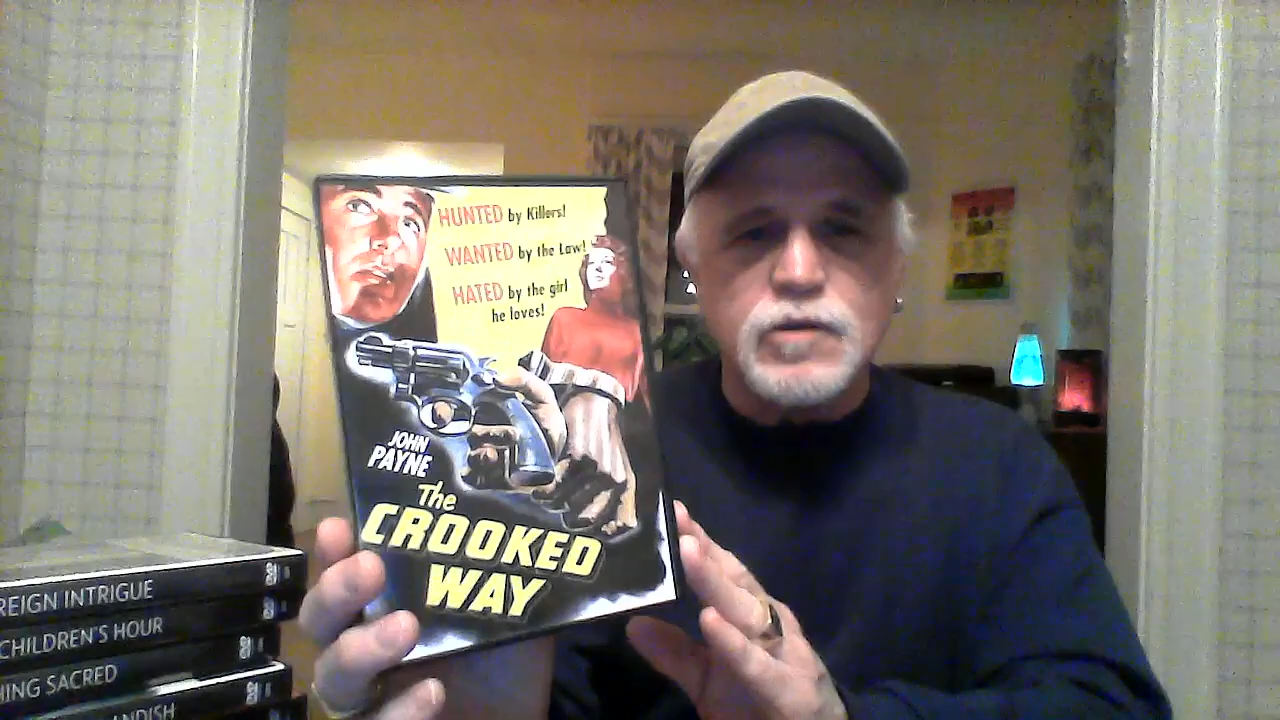 HUNTED by Killers!
WANTED by the Law!
HATED by the girl
he loves!
JOHN
PAYNE
The
CROOKED
WAY
REIGN INTRIGUE
CHILDREN'S HOUR
HING SACRED
ANDISH